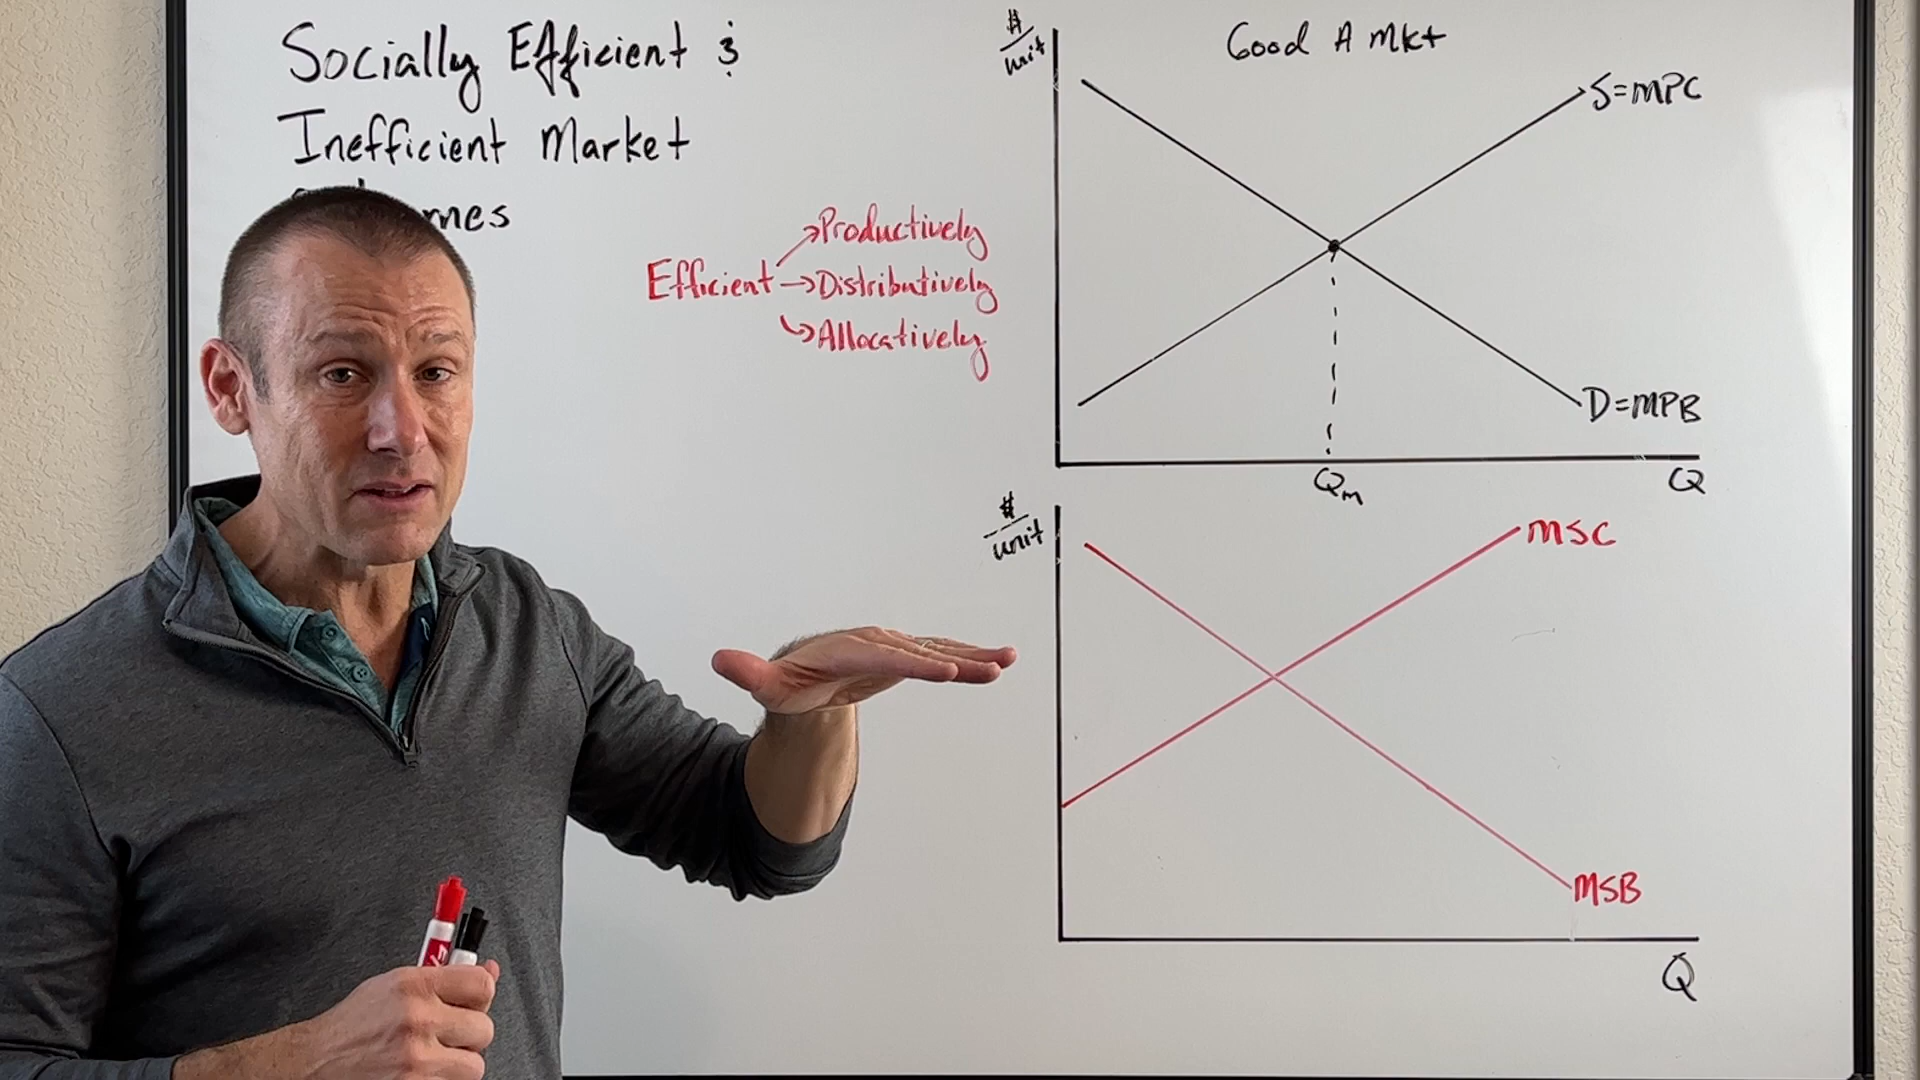 Socially Efficient &
Inefficient Market
mes
Efficient → Productively
→ Distributively
→ Allocatively
$/unit
Good A Mkt
S=MPC
D=MPB
Qm
Q
$/unit
MSC
MSB
Q